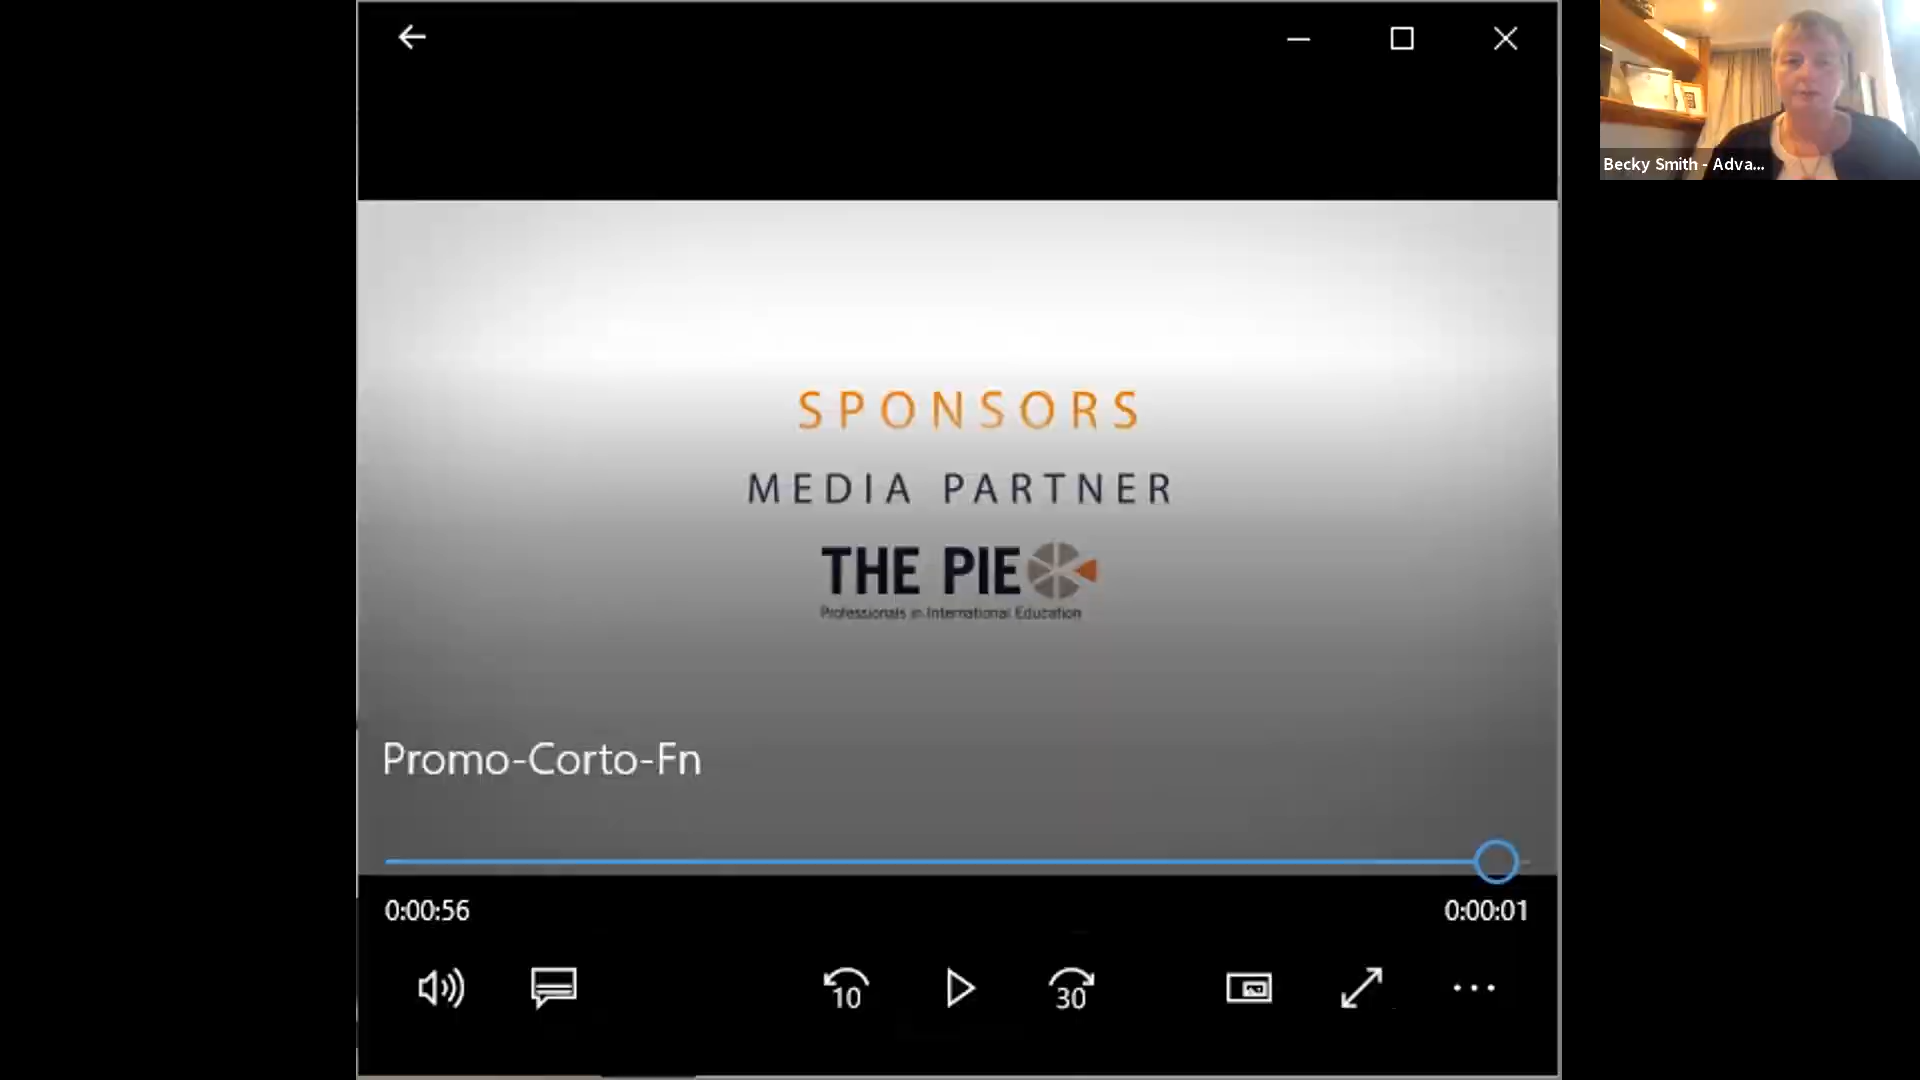 Becky Smith - Adva...
SPONSORS
MEDIA PARTNER
THE PIE
Professionals in International Education
Promo-Corto-Fn
0:00:56
0:00:01
10
30